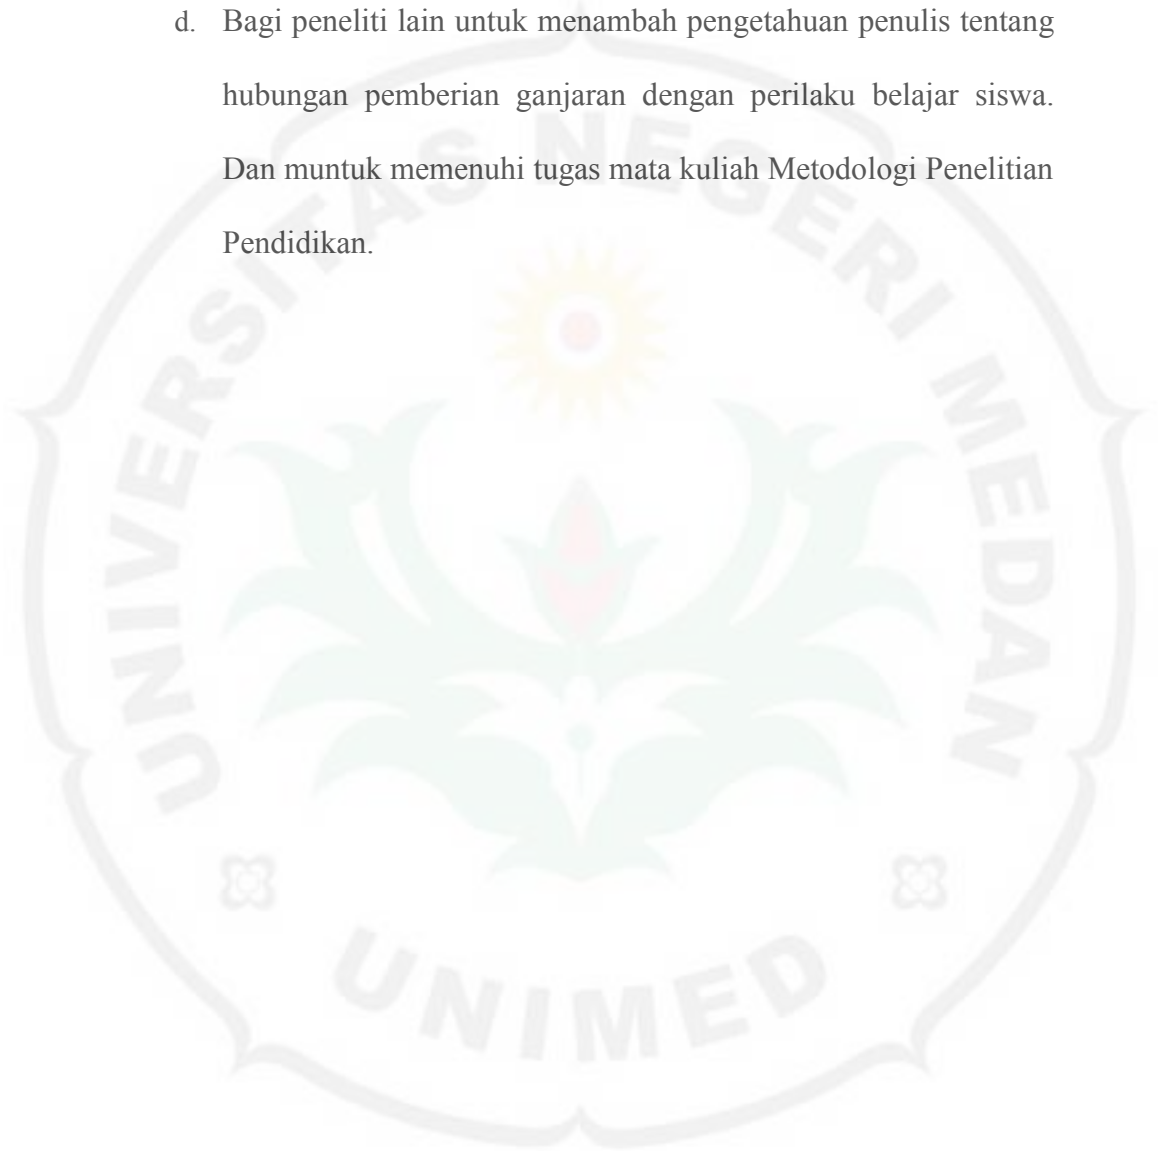 d. Bagi peneliti lain untuk menambah pengetahuan penulis tentang
hubungan pemberian ganjaran dengan perilaku belajar siswa.
Dan muntuk memenuhi tugas mata kuliah Metodologi Penelitian
Pendidikan.
UNIVERSITAS NEGERI MEDAN
UNIMED